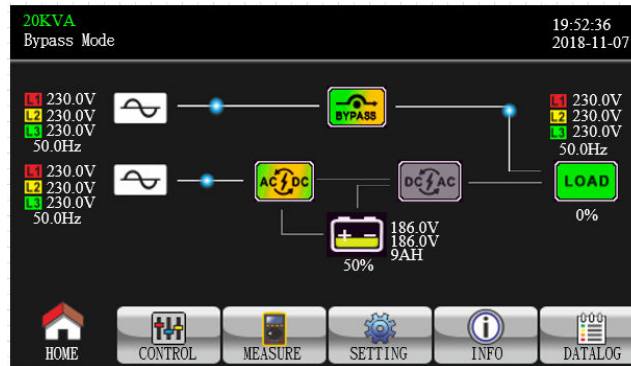 20KVA
Bypass Mode
19:52:36
2018-11-07
L1 230.0V
L2 230.0V
L3 230.0V
50.0Hz
BYPASS
L1 230.0V
L2 230.0V
L3 230.0V
50.0Hz
L1 230.0V
L2 230.0V
L3 230.0V
50.0Hz
AC DC
DC AC
LOAD
0%
186.0V
186.0V
9AH
50%
HOME
CONTROL
MEASURE
SETTING
INFO
DATALOG